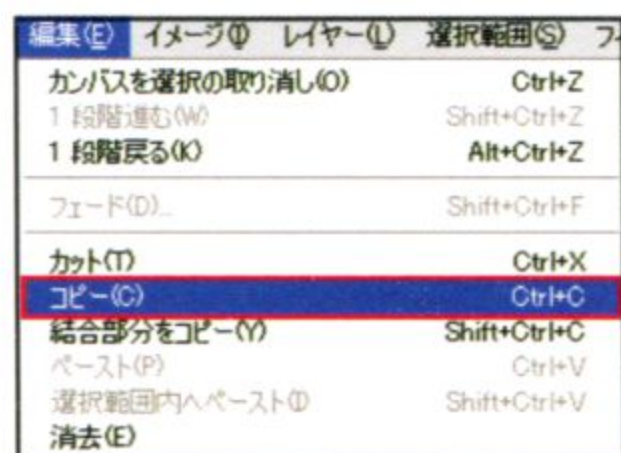 編集(E) イメージ(I) レイヤー(L) 選択範囲(S) フィ
カンバスを選択の取り消し(O) Ctrl+Z
1 段階進む(W) Shift+Ctrl+Z
1 段階戻る(K) Alt+Ctrl+Z
フェード(D)... Shift+Ctrl+F
カット(T) Ctrl+X
コピー(C) Ctrl+C
結合部分をコピー(Y) Shift+Ctrl+C
ペースト(P) Ctrl+V
選択範囲内へペースト(I) Shift+Ctrl+V
消去(E)